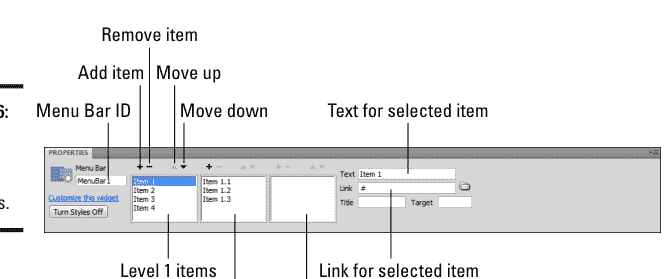 Remove item
Add item Move up
6:
Menu Bar ID Move down Text for selected item
PROPERTIES
Menu Bar
MenuBar1
Customize this widget
Turn Styles Off
Item 1
Item 2
Item 3
Item 4
Item 1.1
Item 1.2
Item 1.3
Text Item 1
Link #
Title Target
s.
Level 1 items Link for selected item